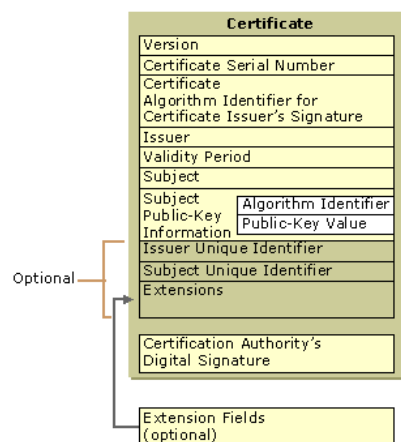 Certificate
Version
Certificate Serial Number
Certificate
Algorithm Identifier for
Certificate Issuer's Signature
Issuer
Validity Period
Subject
Subject
Public-Key
Information
Algorithm Identifier
Public-Key Value
Issuer Unique Identifier
Subject Unique Identifier
Extensions
Optional
Certification Authority's
Digital Signature
Extension Fields
(optional)